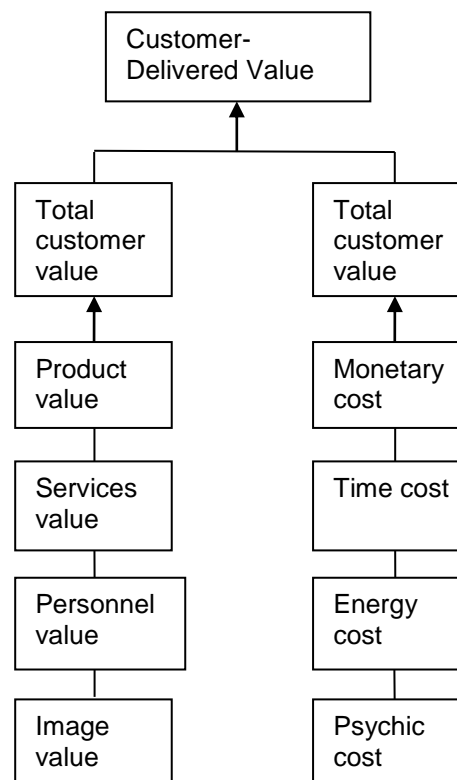 Customer-
Delivered Value
Total
customer
value
Total
customer
value
Product
value
Monetary
cost
Services
value
Time cost
Personnel
value
Energy
cost
Image
value
Psychic
cost